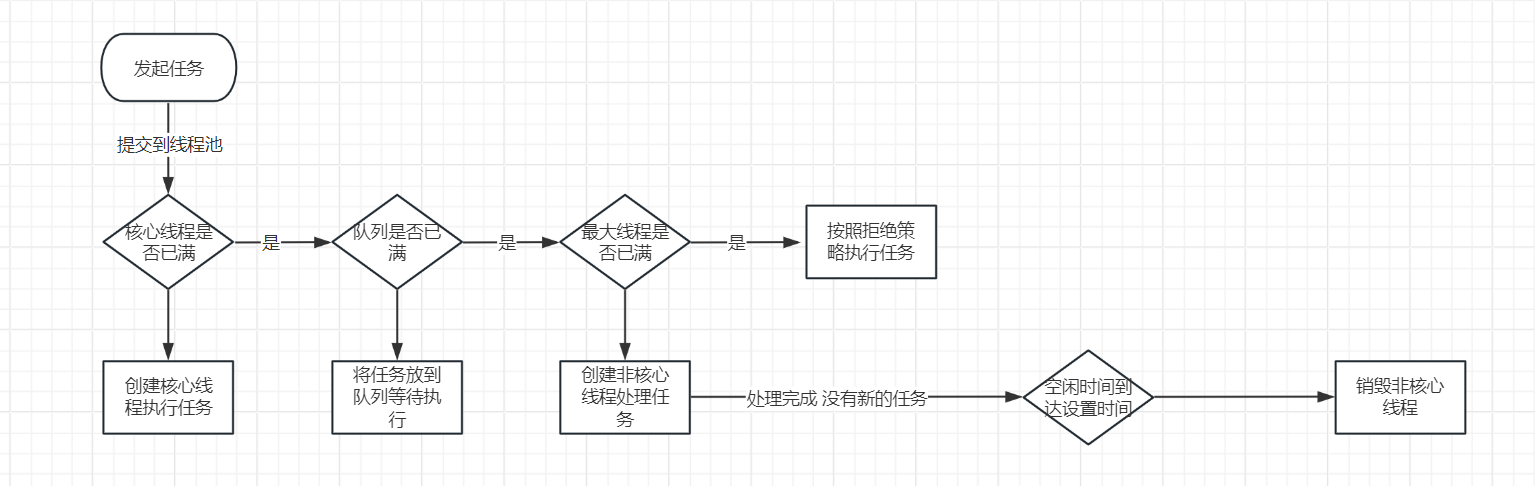 发起任务
提交到线程池
核心线程是
否已满
是
队列是否已
满
是
最大线程是
否已满
是
按照拒绝策
略执行任务
创建核心线
程执行任务
将任务放到
队列等待执
行
创建非核心
线程处理任
务
处理完成 没有新的任务
空闲时间到
达设置时间
销毁非核心
线程